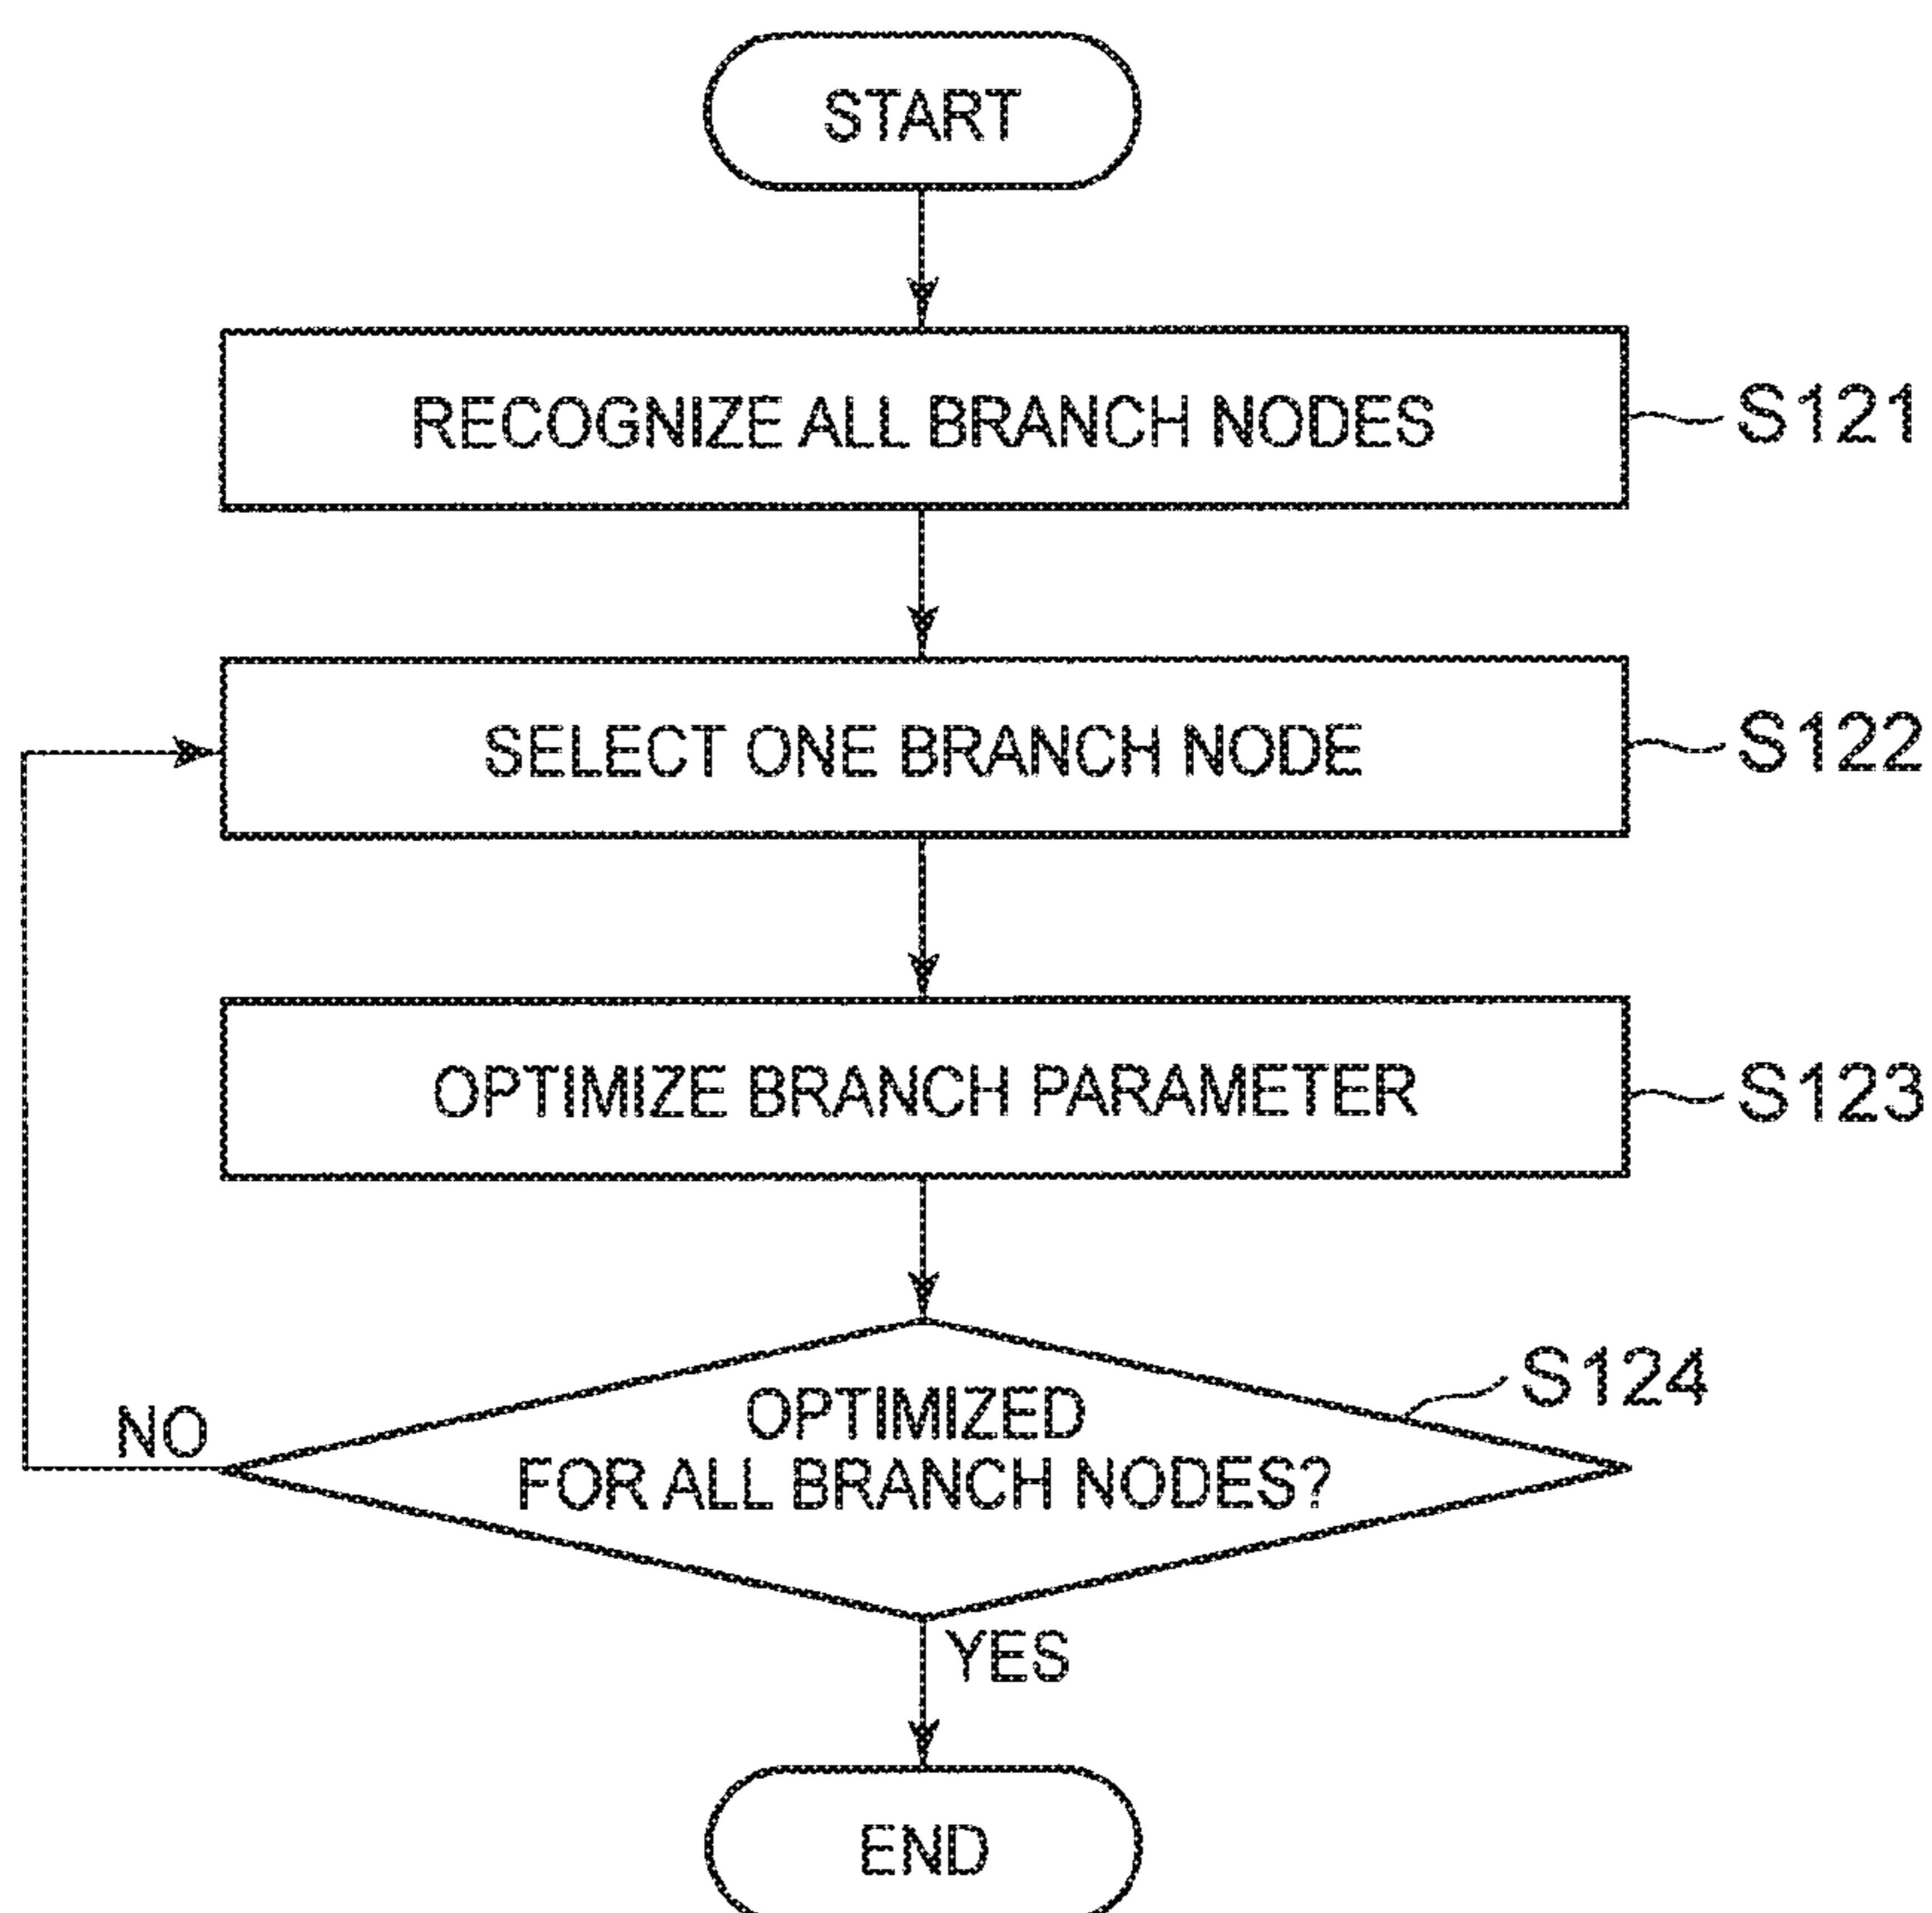 START
RECOGNIZE ALL BRANCH NODES
S121
SELECT ONE BRANCH NODE
S122
OPTIMIZE BRANCH PARAMETER
S123
S124
OPTIMIZED
FOR ALL BRANCH NODES?
NO
YES
END